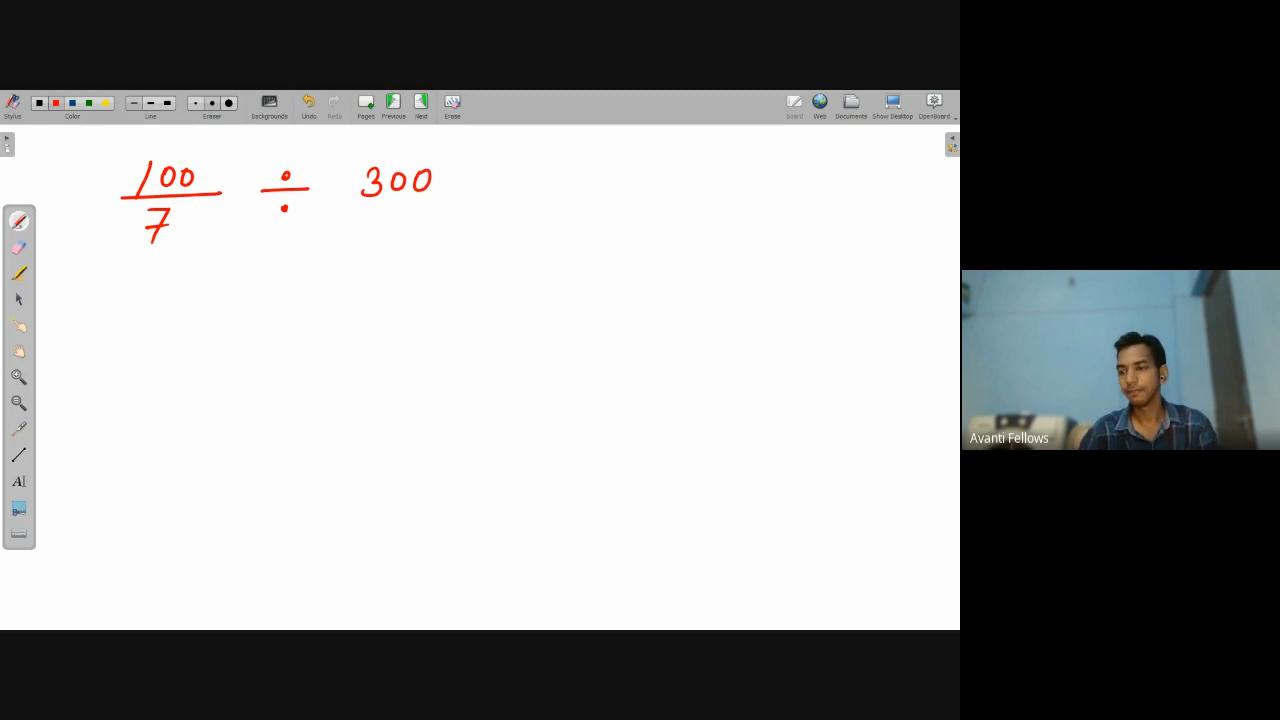 Stylus Color Line Eraser Backgrounds Undo Redo Pages Previous Next Erase board Web Documents Show Desktop OpenBoard
100 ÷ 300
7
Avanti Fellows